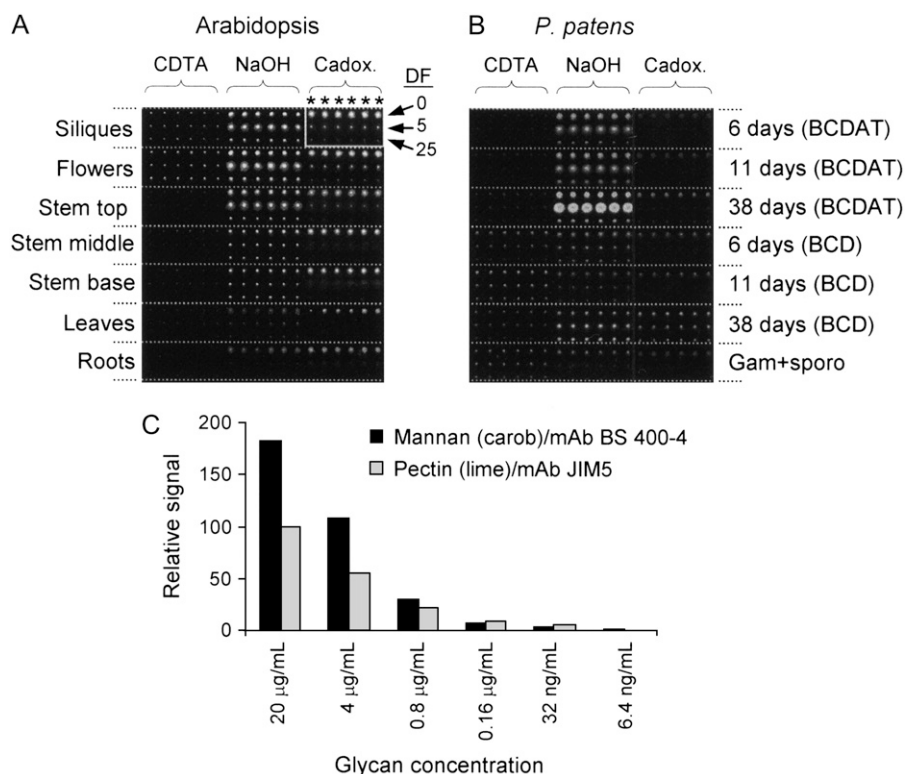 A
Arabidopsis
CDTA NaOH Cadox. DF
* * * * * *
0
5
25
Siliques
Flowers
Stem top
Stem middle
Stem base
Leaves
Roots
B
P. patens
CDTA NaOH Cadox.
6 days (BCDAT)
11 days (BCDAT)
38 days (BCDAT)
6 days (BCD)
11 days (BCD)
38 days (BCD)
Gam+sporo
C
Mannan (carob)/mAb BS 400-4
Pectin (lime)/mAb JIM5
Relative signal
200
150
100
50
0
20 µg/mL
4 µg/mL
0.8 µg/mL
0.16 µg/mL
32 ng/mL
6.4 ng/mL
Glycan concentration